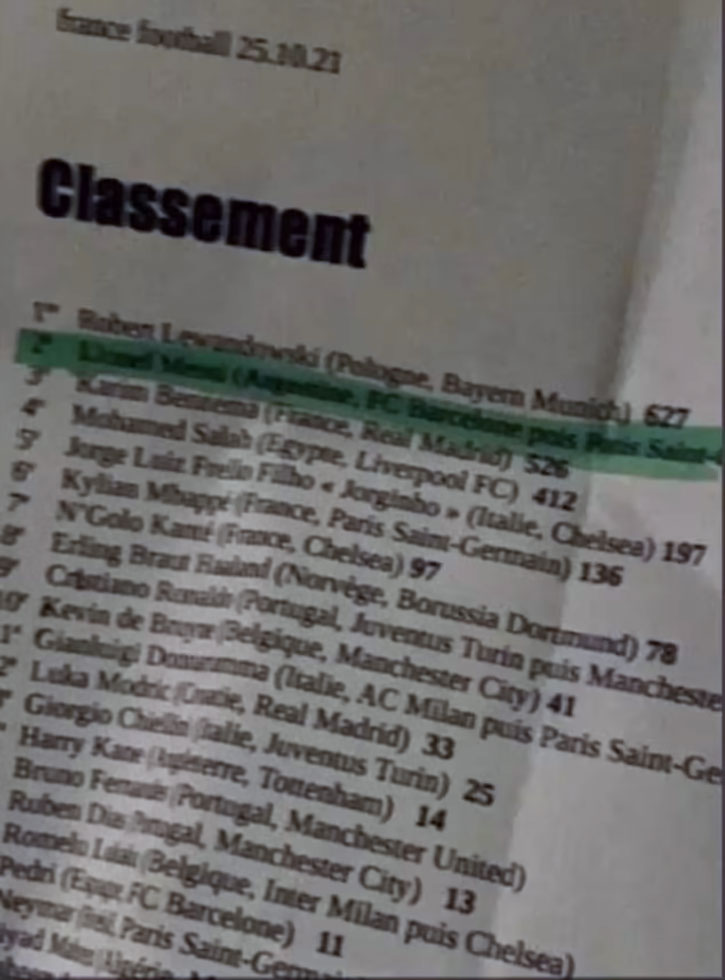 france football 25.10.21
Classement
1er Robert Lewandowski (Pologne, Bayern Munich) 627
2e Lionel Messi (Argentine, FC Barcelone puis Paris Saint-
3e Karim Benzema (France, Real Madrid) 526
4e Mohamed Salah (Egypte, Liverpool FC) 412
5e Jorge Luiz Frello Filho « Jorginho » (Italie, Chelsea) 197
6e Kylian Mbappé (France, Paris Saint-Germain) 136
7e N'Golo Kanté (France, Chelsea) 97
8e Erling Braut Haaland (Norvège, Borussia Dortmund) 78
9e Cristiano Ronaldo (Portugal, Juventus Turin puis Mancheste
10e Kevin de Bruyne (Belgique, Manchester City) 41
1e Gianluigi Donnarumma (Italie, AC Milan puis Paris Saint-Ge
2e Luka Modric (Croatie, Real Madrid) 33
Giorgio Chiellini (Italie, Juventus Turin) 25
Harry Kane (Angleterre, Tottenham) 14
Bruno Fernandes (Portugal, Manchester United)
Ruben Dias (Portugal, Manchester City) 13
Romelu Lukaku (Belgique, Inter Milan puis Chelsea)
Pedri (Espagne, FC Barcelone) 11
Neymar Paris Saint-Germai